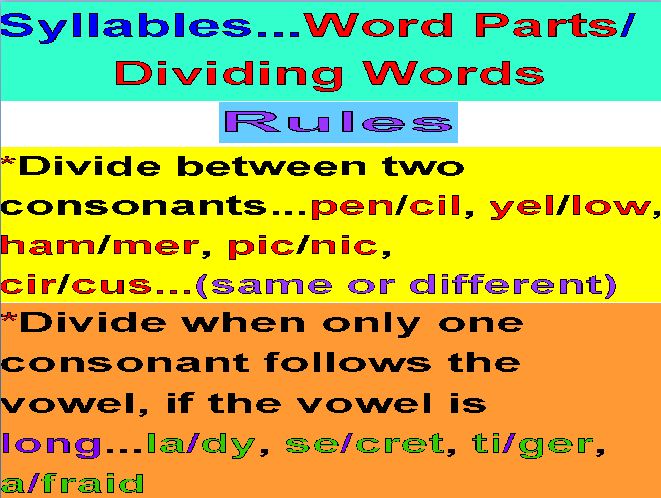 Syllables...Word Parts/
Dividing Words
Rules
*Divide between two
consonants...pen/cil, yel/low,
ham/mer, pic/nic,
cir/cus...(same or different)
*Divide when only one
consonant follows the
vowel, if the vowel is
long...la/dy, se/cret, ti/ger,
a/fraid